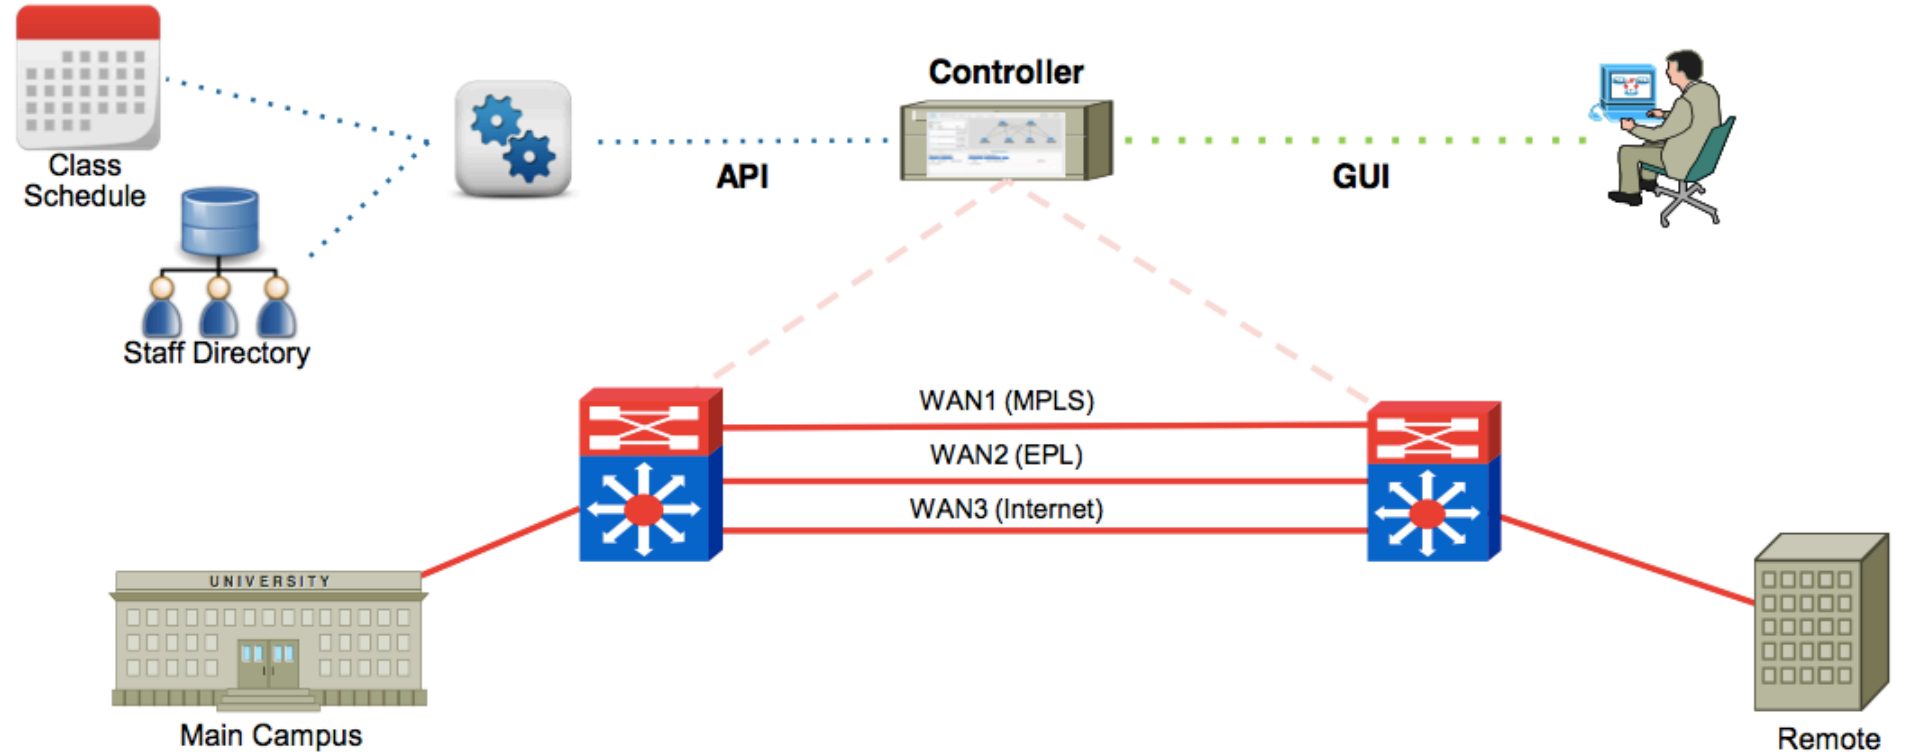 Controller
Class
Schedule
API
GUI
Staff Directory
WAN1 (MPLS)
WAN2 (EPL)
WAN3 (Internet)
UNIVERSITY
Main Campus
Remote